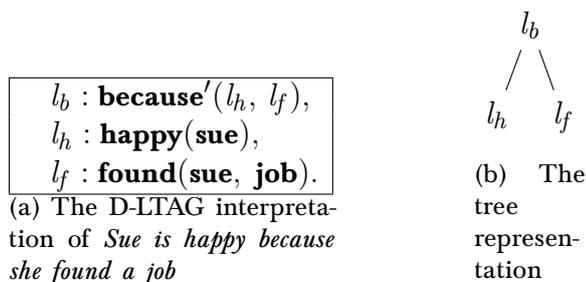 l_b : because′(l_h, l_f),
l_h : happy(sue),
l_f : found(sue, job).
(a) The D-LTAG interpreta-
tion of Sue is happy because
she found a job
l_b
l_h l_f
(b) The
tree
represen-
tation